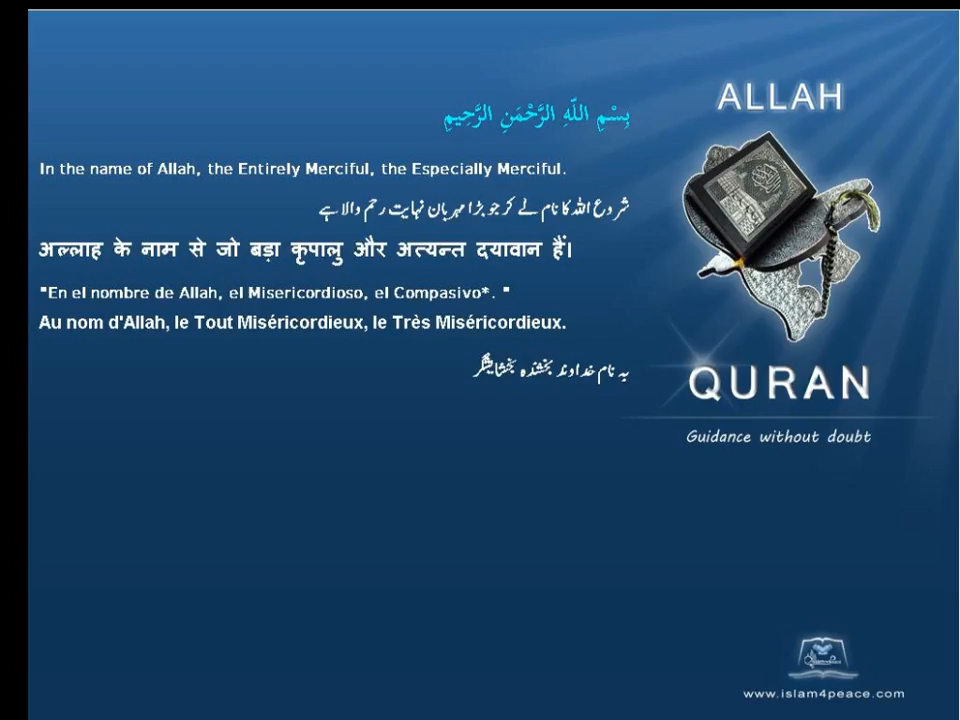 بِسْمِ اللَّهِ الرَّحْمَنِ الرَّحِيمِ
In the name of Allah, the Entirely Merciful, the Especially Merciful.
شروع اللہ کا نام لے کر جو بڑا مہربان نہایت رحم والا ہے
अल्लाह के नाम से जो बड़ा कृपालु और अत्यन्त दयावान हैं।
"En el nombre de Allah, el Misericordioso, el Compasivo*. "
Au nom d'Allah, le Tout Miséricordieux, le Très Miséricordieux.
به نام خداوند بخشنده بخشایشگر
ALLAH
QURAN
Guidance without doubt
www.islam4peace.com